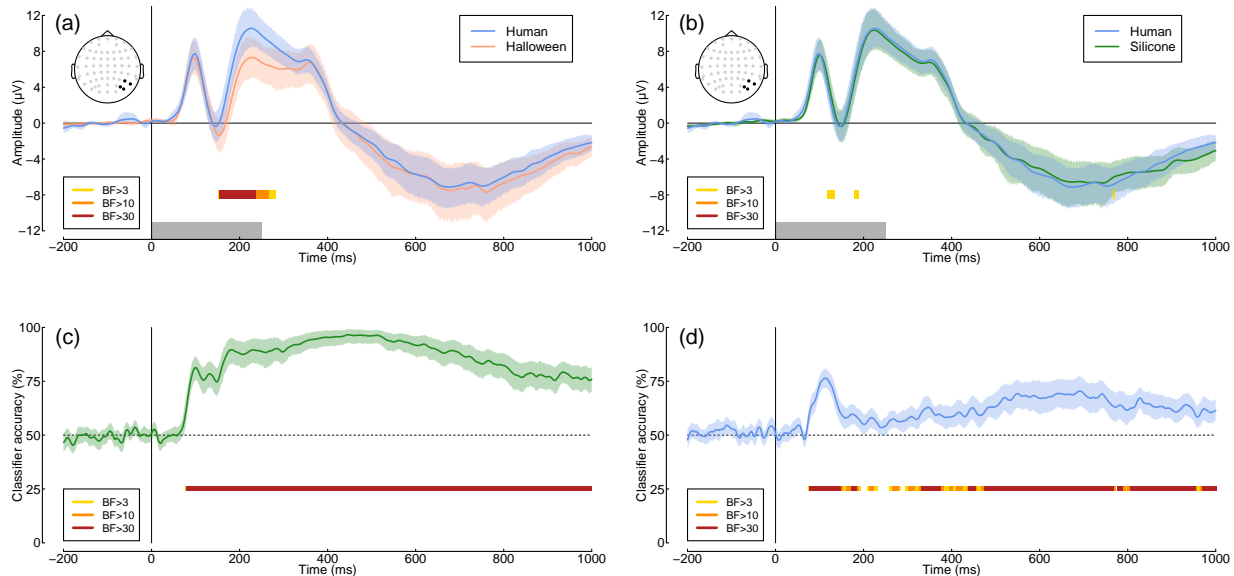 (a)
Human
Halloween
Amplitude (µV)
12
8
4
0
−4
−8
−12
BF>3
BF>10
BF>30
−200 0 200 400 600 800 1000
Time (ms)
(b)
Human
Silicone
Amplitude (µV)
12
8
4
0
−4
−8
−12
BF>3
BF>10
BF>30
−200 0 200 400 600 800 1000
Time (ms)
(c)
Classifier accuracy (%)
100
75
50
25
0
BF>3
BF>10
BF>30
−200 0 200 400 600 800 1000
Time (ms)
(d)
Classifier accuracy (%)
100
75
50
25
0
BF>3
BF>10
BF>30
−200 0 200 400 600 800 1000
Time (ms)